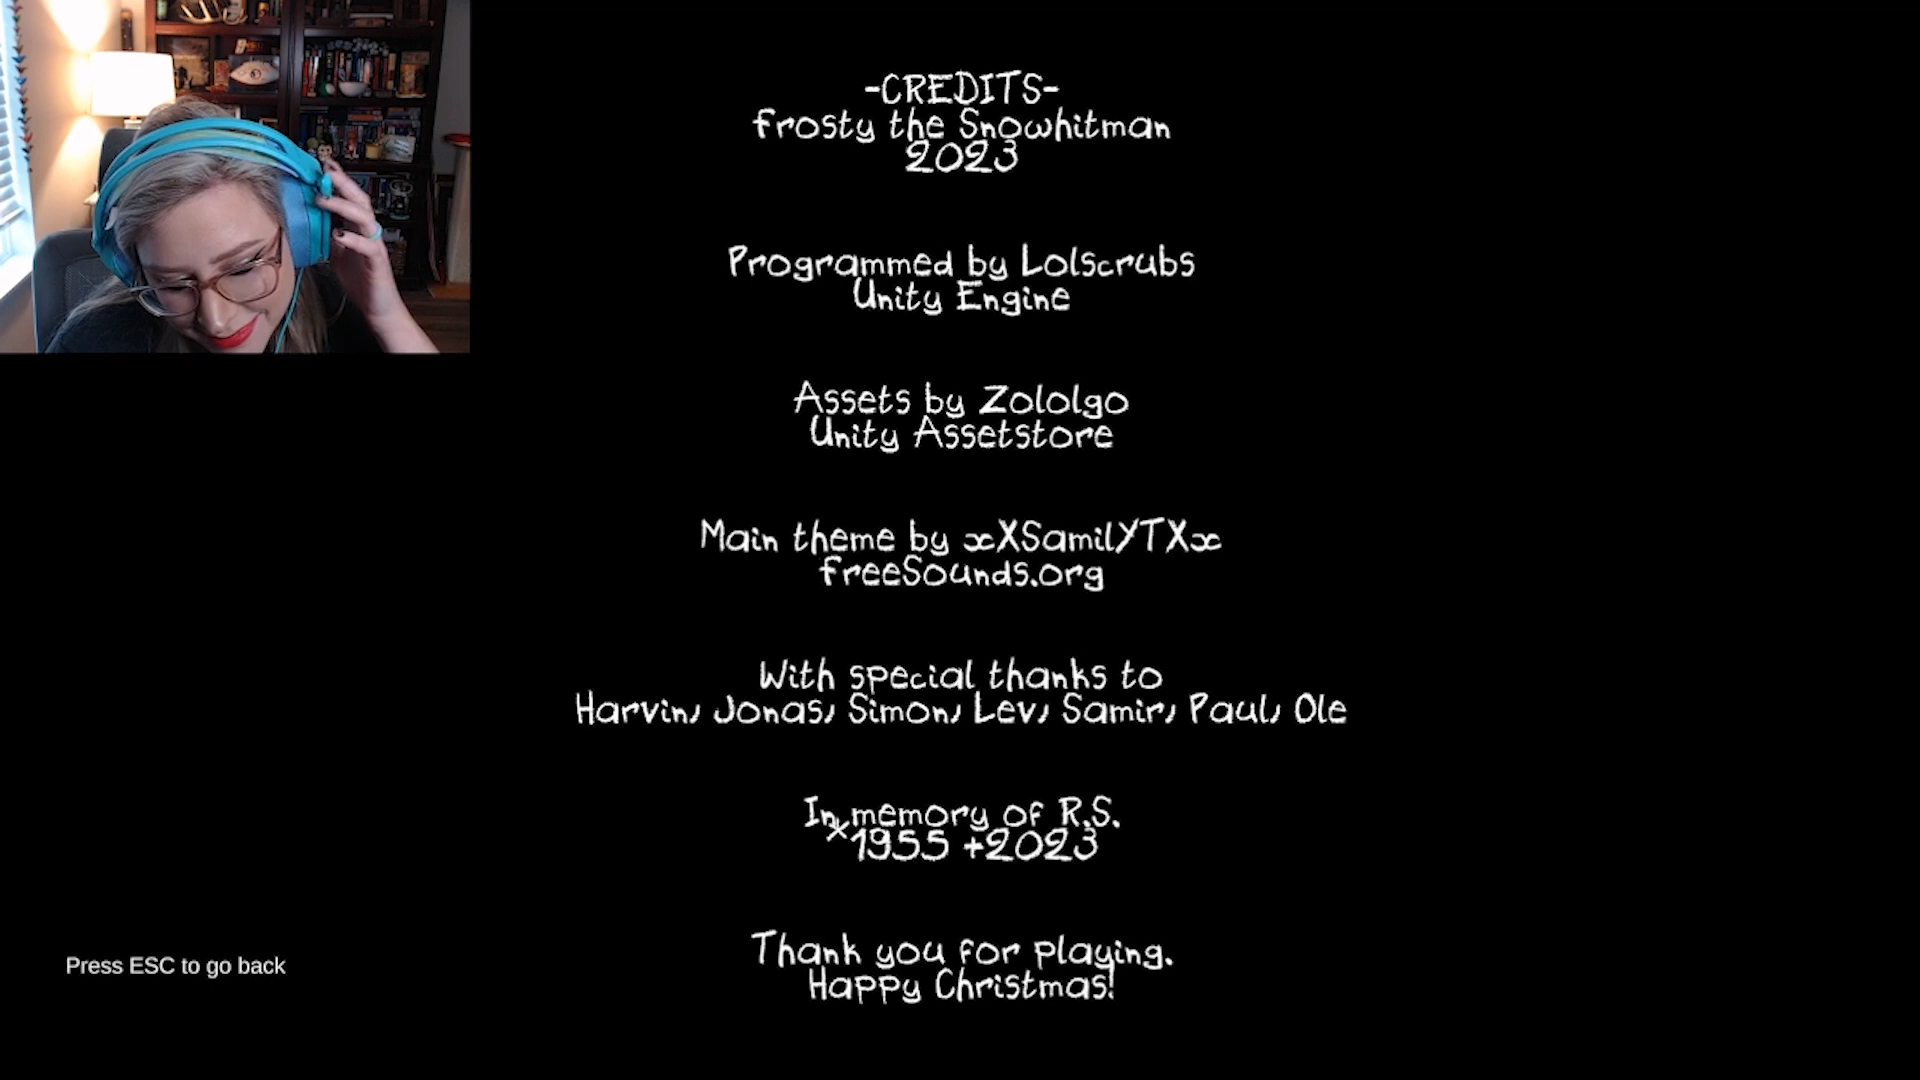 -CREDITS-
Frosty the Snowhitman
2023
Programmed by Lolscrubs
Unity Engine
Assets by Zololgo
Unity Assetstore
Main theme by xXSamilYTXx
FreeSounds.org
With special thanks to
Harvin, Jonas, Simon, Lev, Samir, Paul, Ole
In memory of R.S.
*1955 +2023
Thank you for playing.
Happy Christmas!
Press ESC to go back